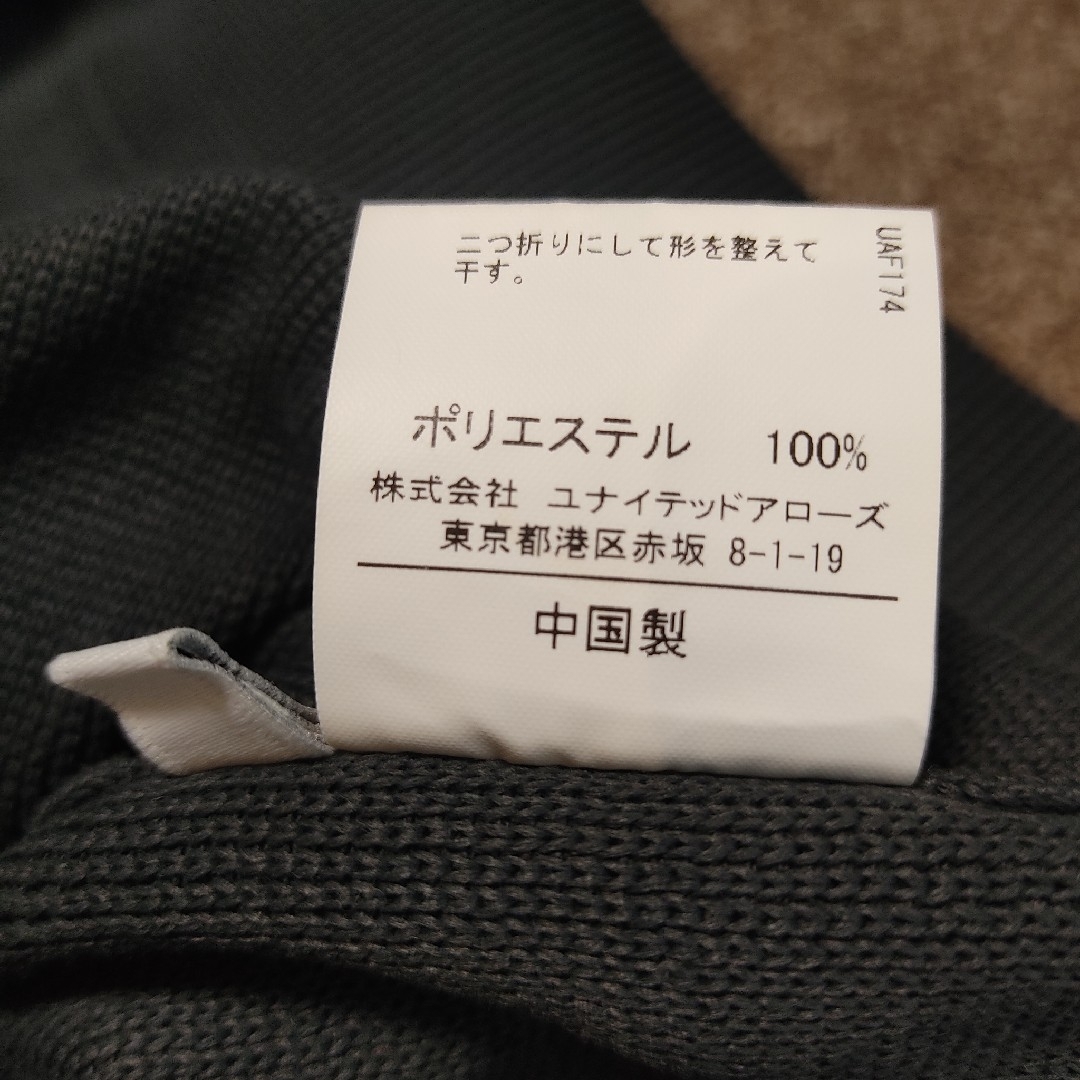 二つ折りにして形を整えて
干す。
UAF174
ポリエステル 100%
株式会社 ユナイテッドアローズ
東京都港区赤坂 8-1-19
中国製